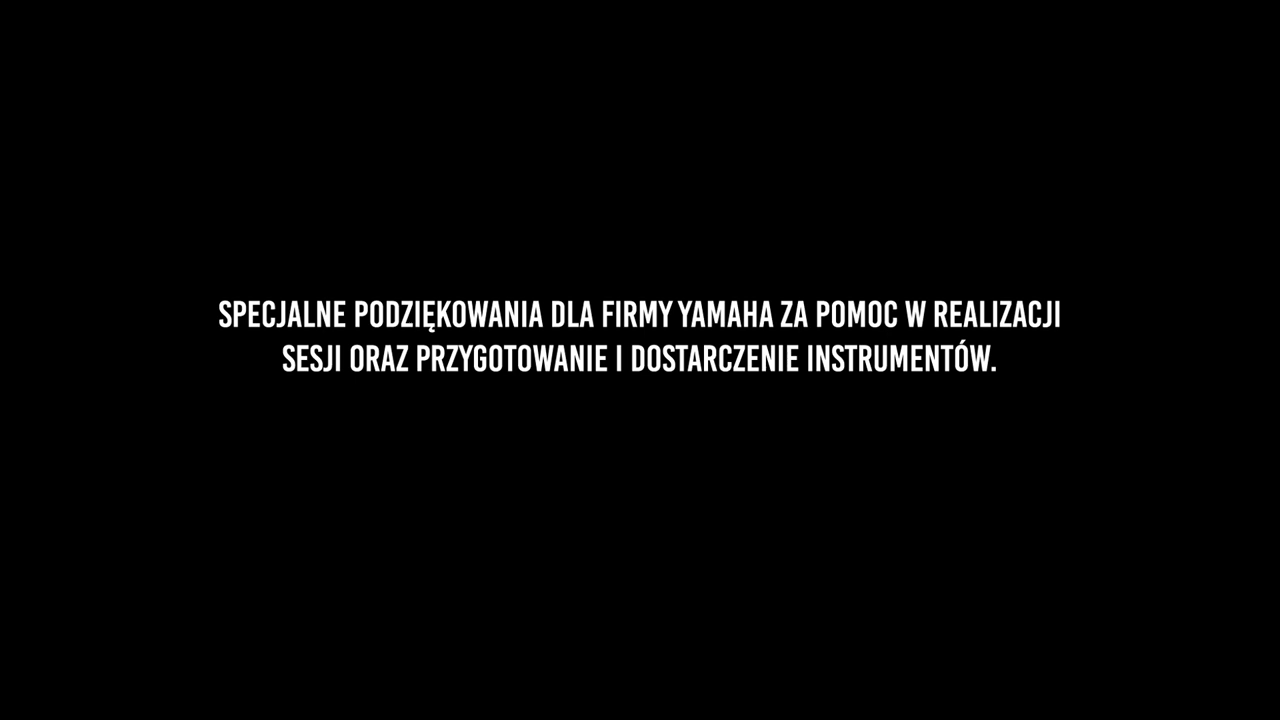 SPECJALNE PODZIĘKOWANIA DLA FIRMY YAMAHA ZA POMOC W REALIZACJI
SESJI ORAZ PRZYGOTOWANIE I DOSTARCZENIE INSTRUMENTÓW.